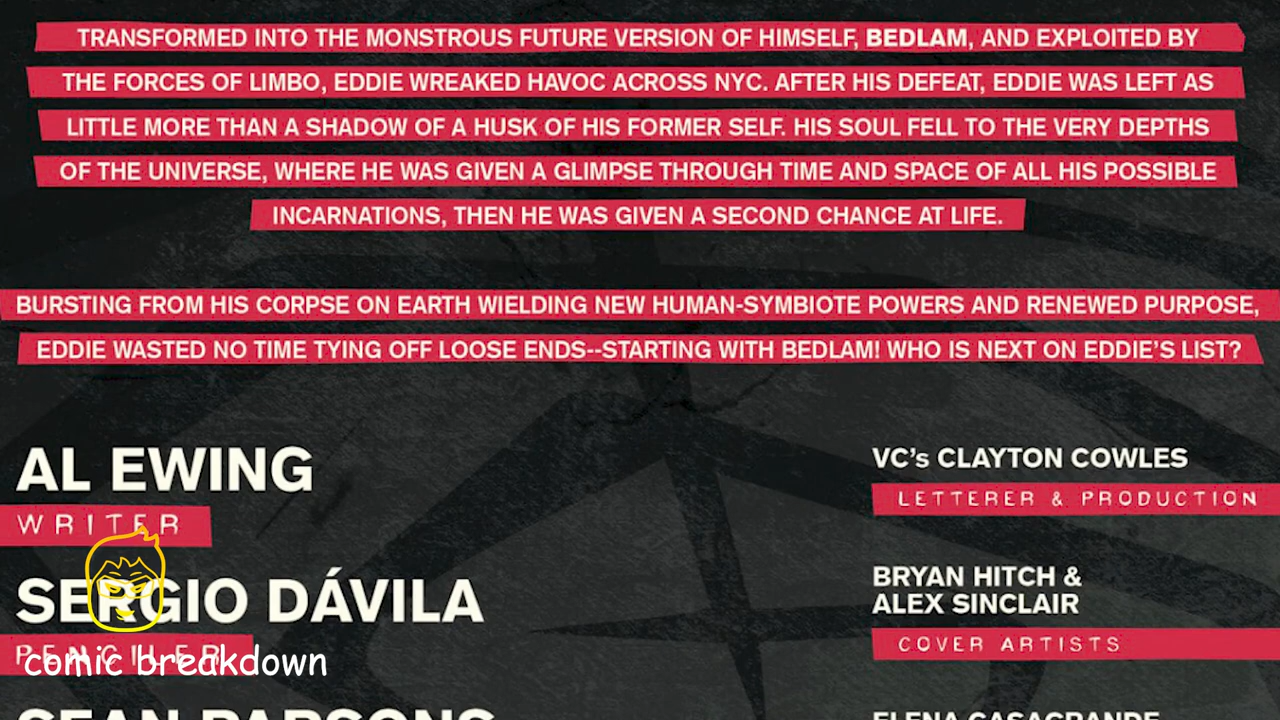 TRANSFORMED INTO THE MONSTROUS FUTURE VERSION OF HIMSELF, BEDLAM, AND EXPLOITED BY
THE FORCES OF LIMBO, EDDIE WREAKED HAVOC ACROSS NYC. AFTER HIS DEFEAT, EDDIE WAS LEFT AS
LITTLE MORE THAN A SHADOW OF A HUSK OF HIS FORMER SELF. HIS SOUL FELL TO THE VERY DEPTHS
OF THE UNIVERSE, WHERE HE WAS GIVEN A GLIMPSE THROUGH TIME AND SPACE OF ALL HIS POSSIBLE
INCARNATIONS, THEN HE WAS GIVEN A SECOND CHANCE AT LIFE.
BURSTING FROM HIS CORPSE ON EARTH WIELDING NEW HUMAN-SYMBIOTE POWERS AND RENEWED PURPOSE,
EDDIE WASTED NO TIME TYING OFF LOOSE ENDS--STARTING WITH BEDLAM! WHO IS NEXT ON EDDIE'S LIST?
AL EWING
WRITER
SERGIO DÁVILA
PENCILER
comic breakdown
SEAN PARSONS
VC's CLAYTON COWLES
LETTERER & PRODUCTION
BRYAN HITCH &
ALEX SINCLAIR
COVER ARTISTS
ELENA CASAGRANDE